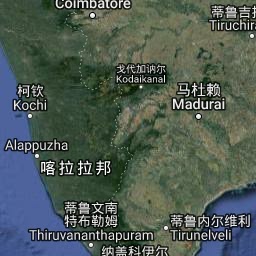 Coimbatore
蒂鲁吉拉
Tiruchira
戈代加讷尔
Kodaikanal
柯钦
Kochi
马杜赖
Madurai
Alappuzha
喀拉拉邦
蒂鲁文南
特布勒姆
Thiruvananthapuram
蒂鲁内尔维利
Tirunelveli
纳盖科伊尔